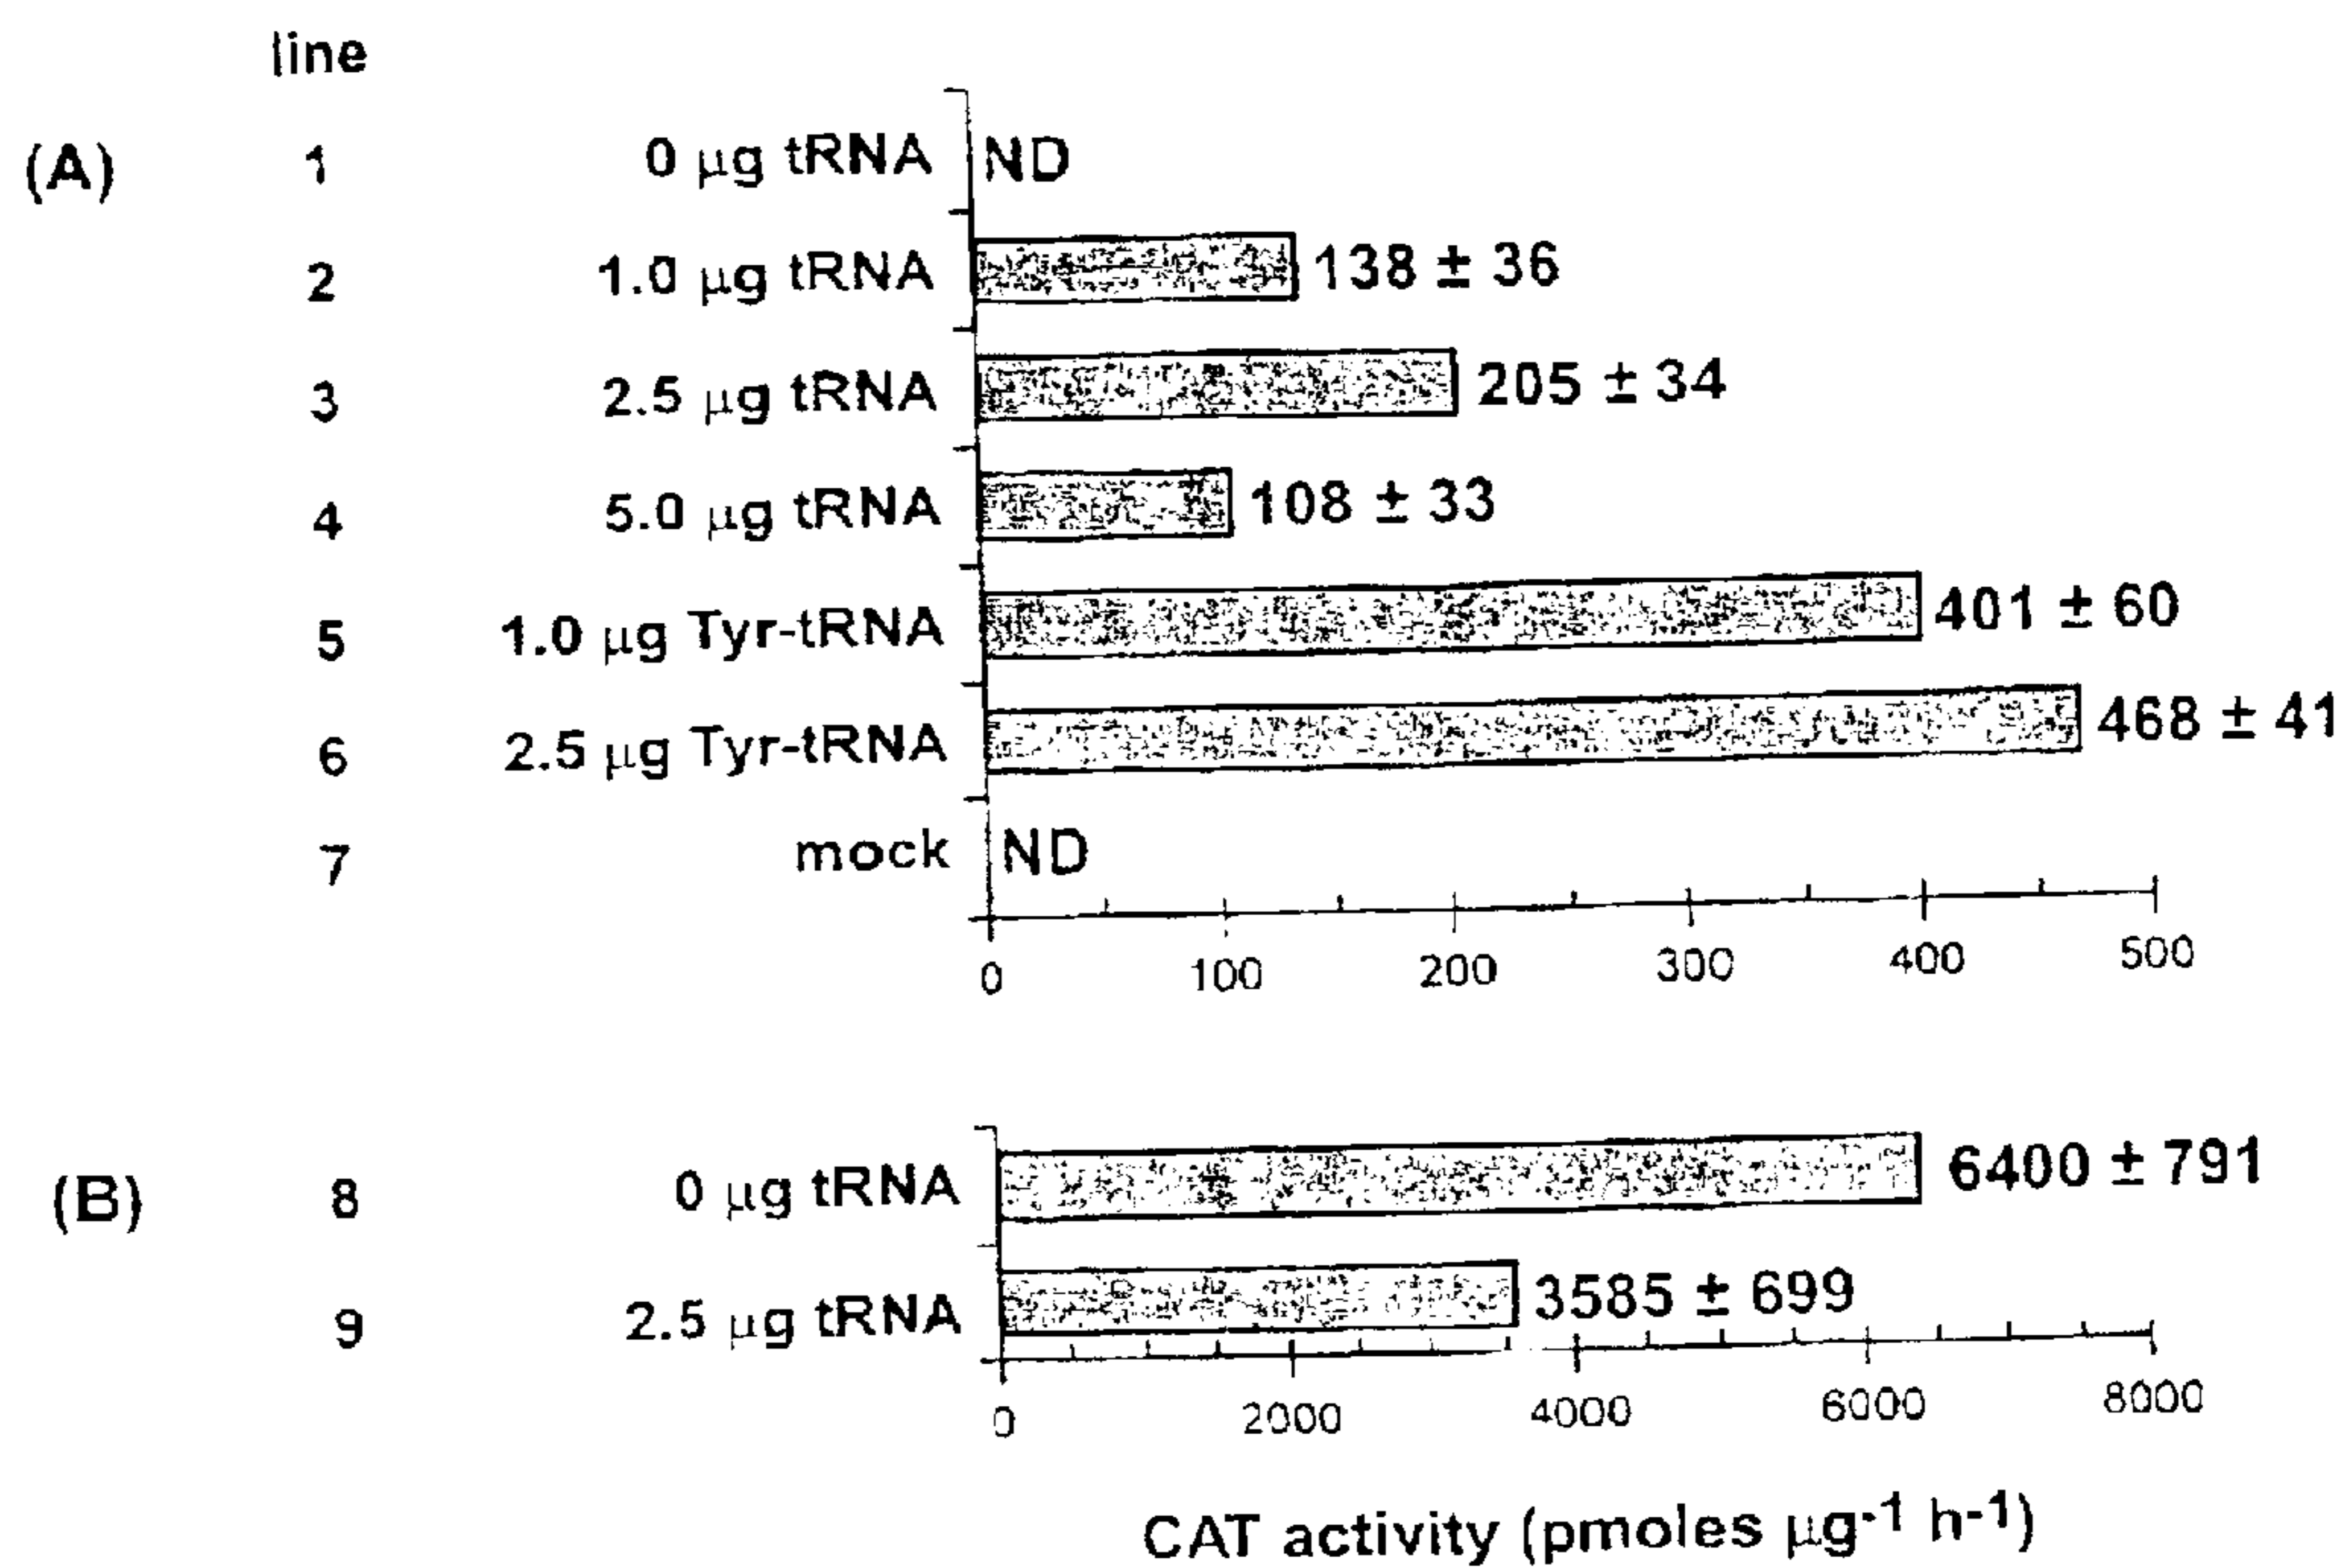 line
(A) 1 0 µg tRNA ND
2 1.0 µg tRNA 138 ± 36
3 2.5 µg tRNA 205 ± 34
4 5.0 µg tRNA 108 ± 33
5 1.0 µg Tyr-tRNA 401 ± 60
6 2.5 µg Tyr-tRNA 468 ± 41
7 mock ND
0 100 200 300 400 500
(B) 8 0 µg tRNA 6400 ± 791
9 2.5 µg tRNA 3585 ± 699
0 2000 4000 6000 8000
CAT activity (pmoles µg⁻¹ h⁻¹)